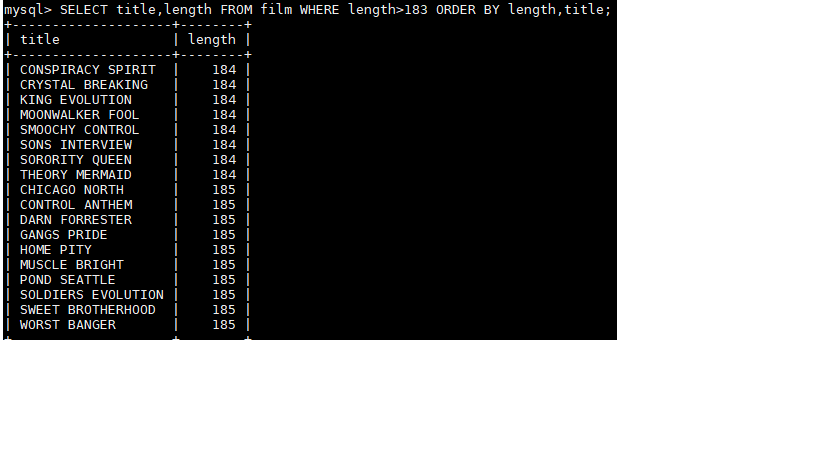 mysql> SELECT title,length FROM film WHERE length>183 ORDER BY length,title;
+--------------------+--------+
| title              | length |
+--------------------+--------+
| CONSPIRACY SPIRIT  |    184 |
| CRYSTAL BREAKING   |    184 |
| KING EVOLUTION     |    184 |
| MOONWALKER FOOL    |    184 |
| SMOOCHY CONTROL    |    184 |
| SONS INTERVIEW     |    184 |
| SORORITY QUEEN     |    184 |
| THEORY MERMAID     |    184 |
| CHICAGO NORTH      |    185 |
| CONTROL ANTHEM     |    185 |
| DARN FORRESTER     |    185 |
| GANGS PRIDE        |    185 |
| HOME PITY          |    185 |
| MUSCLE BRIGHT      |    185 |
| POND SEATTLE       |    185 |
| SOLDIERS EVOLUTION |    185 |
| SWEET BROTHERHOOD  |    185 |
| WORST BANGER       |    185 |
+--------------------+--------+